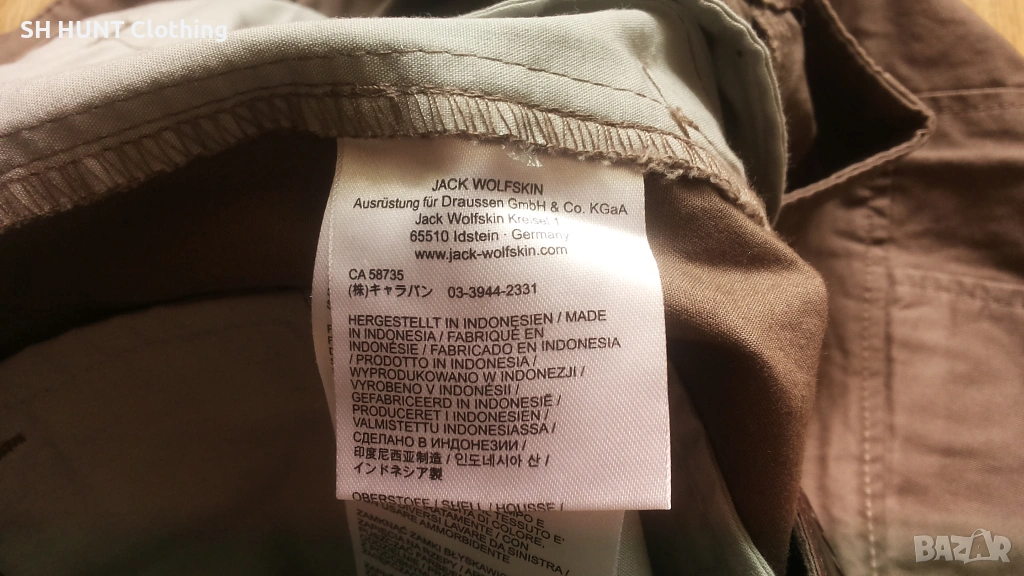 SH HUNT Clothing
JACK WOLFSKIN
Ausrüstung für Draussen GmbH & Co. KGaA
Jack Wolfskin Kreisel 1
65510 Idstein · Germany
www.jack-wolfskin.com
CA 58735
(株)キャラバン 03-3944-2331
HERGESTELLT IN INDONESIEN / MADE
IN INDONESIA / FABRIQUE EN
INDONÉSIE / FABRICADO EN INDONESIA
/ PRODOTTO IN INDONESIA /
WYPRODUKOWANO W INDONEZJI /
VYROBENO V INDONÉSII /
GEFABRICEERD IN INDONESIË /
PRODUCERET I INDONESIEN /
VALMISTETTU INDONESIASSA /
СДЕЛАНО В ИНДОНЕЗИИ /
印度尼西亚制造 / 인도네시아 산 /
インドネシア製
OBERSTOFF / SHELL / HOUSSE /
BAZAR